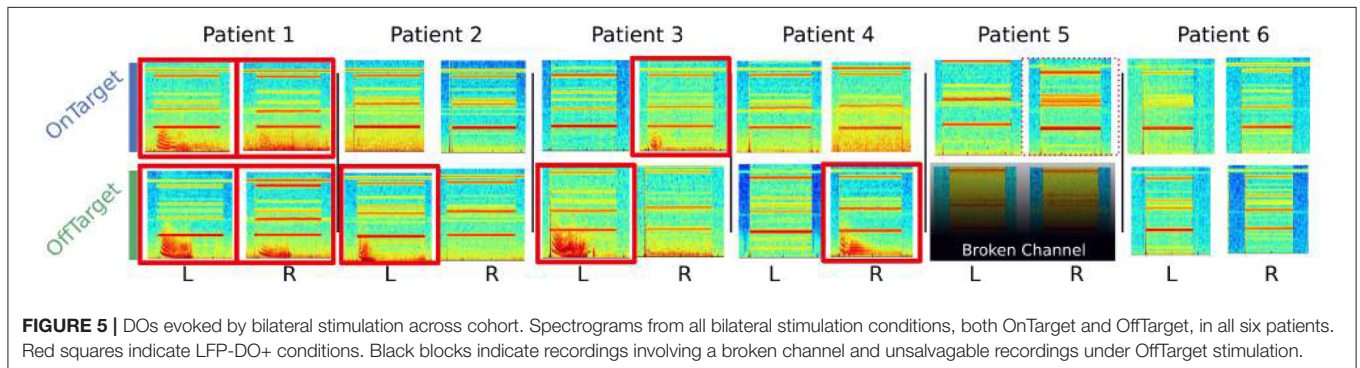 Patient 1 Patient 2 Patient 3 Patient 4 Patient 5 Patient 6
OnTarget
OffTarget
Broken Channel
L R L R L R L R L R L R
FIGURE 5 | DOs evoked by bilateral stimulation across cohort. Spectrograms from all bilateral stimulation conditions, both OnTarget and OffTarget, in all six patients.
Red squares indicate LFP-DO+ conditions. Black blocks indicate recordings involving a broken channel and unsalvagable recordings under OffTarget stimulation.